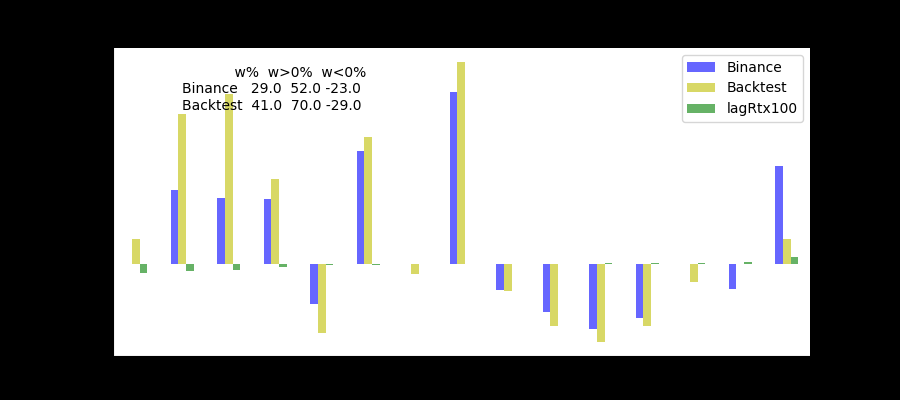 w% w>0% w<0%
Binance 29.0 52.0 -23.0
Backtest 41.0 70.0 -29.0
Binance
Backtest
lagRtx100